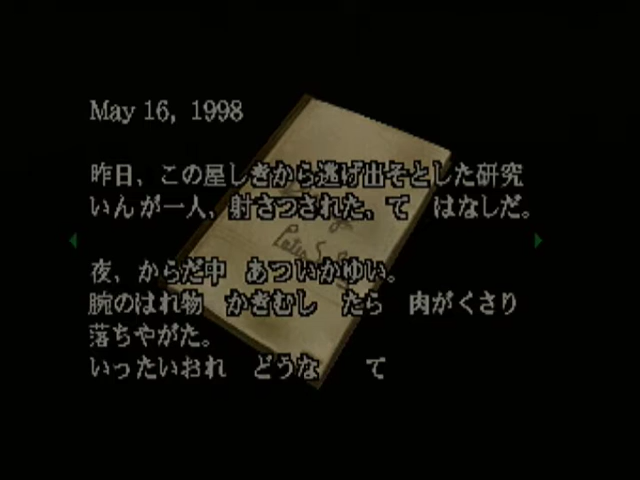 May 16, 1998
昨日、この屋しきから逃げ出そとした研究
いんが一人、射さつされた、て　はなしだ。
夜、からだ中　あついかゆい。
腕のはれ物　かきむし　たら　肉がくさり
落ちやがた。
いったいおれ　どうな　　て